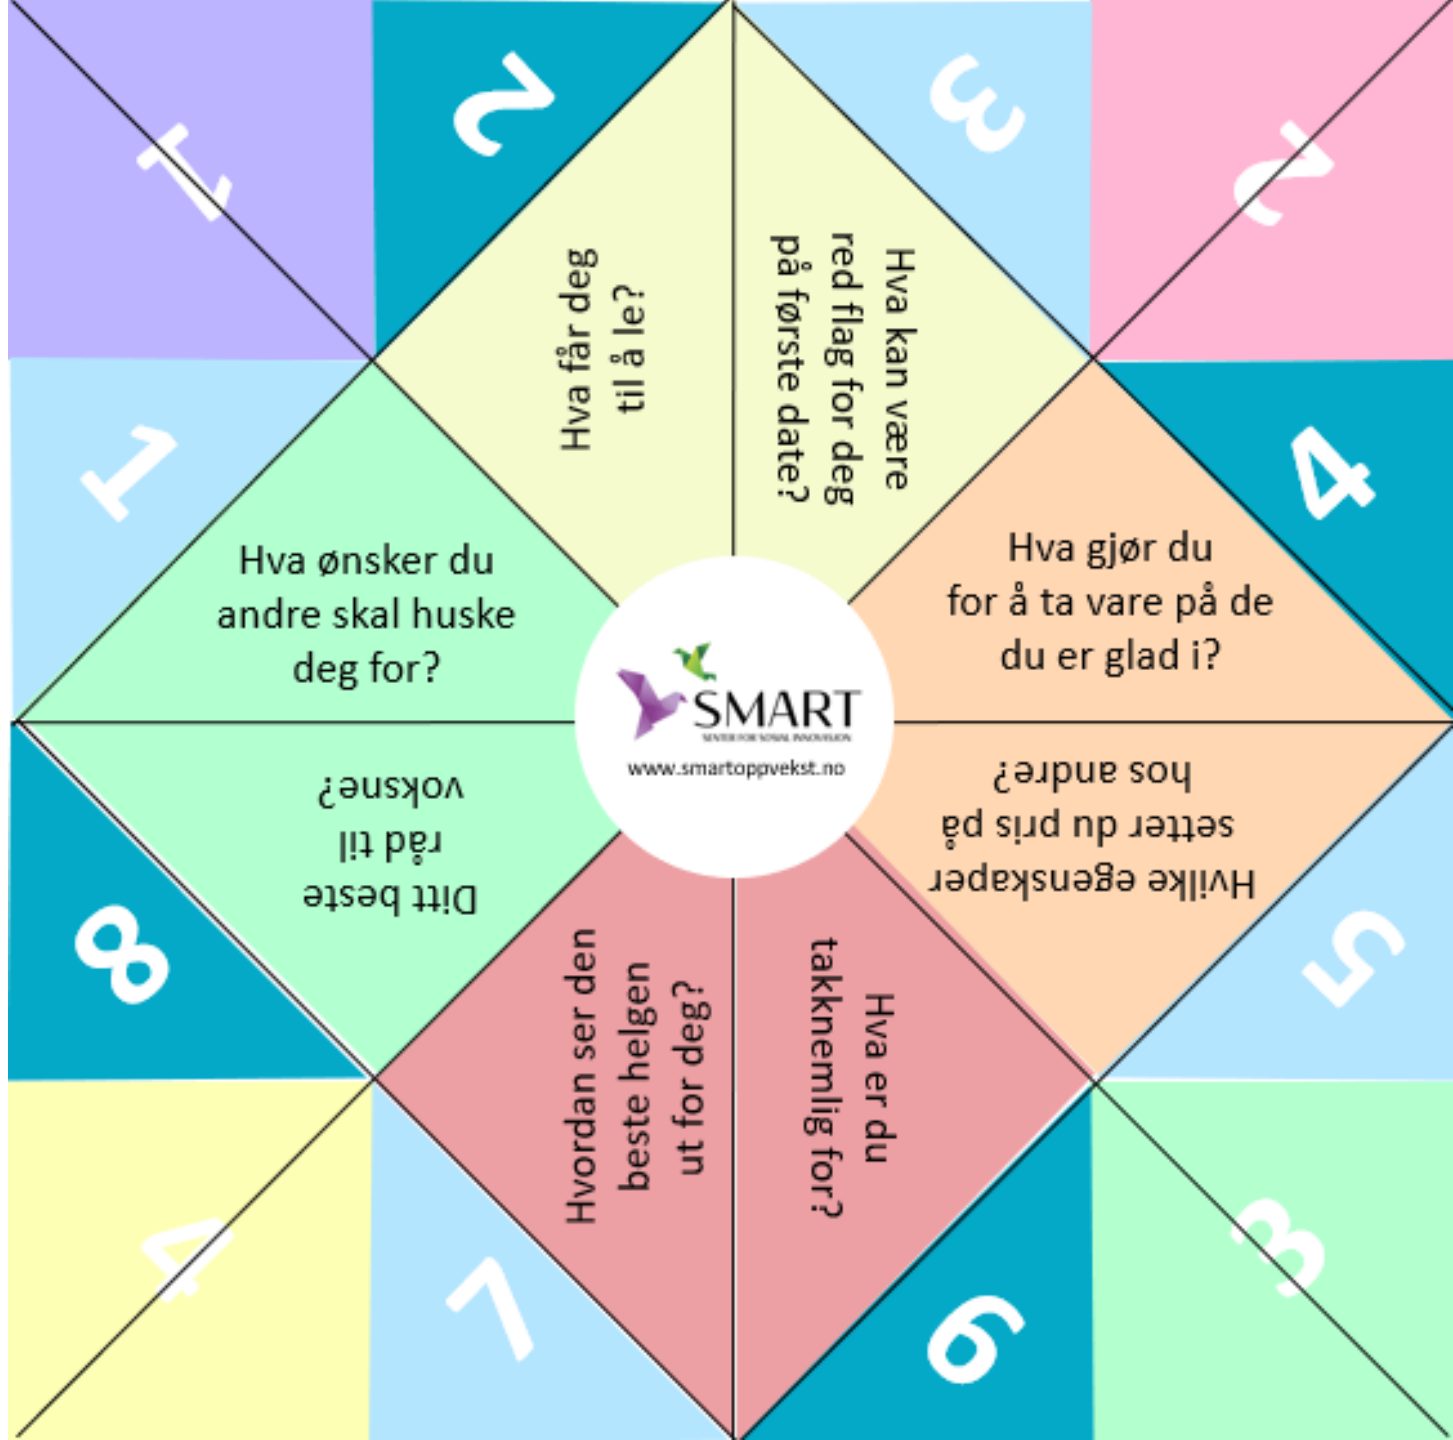 1
2
3
2
Hva får deg
til å le?
Hva kan være
red flag for deg
på første date?
1
4
Hva ønsker du
andre skal huske
deg for?
Hva gjør du
for å ta vare på de
du er glad i?
SMART
SENTER FOR SOSIAL INNOVASJON
www.smartoppvekst.no
Ditt beste
råd til
voksne?
Hvilke egenskaper
setter du pris på
hos andre?
8
5
Hvordan ser den
beste helgen
ut for deg?
Hva er du
takknemlig for?
4
7
6
3